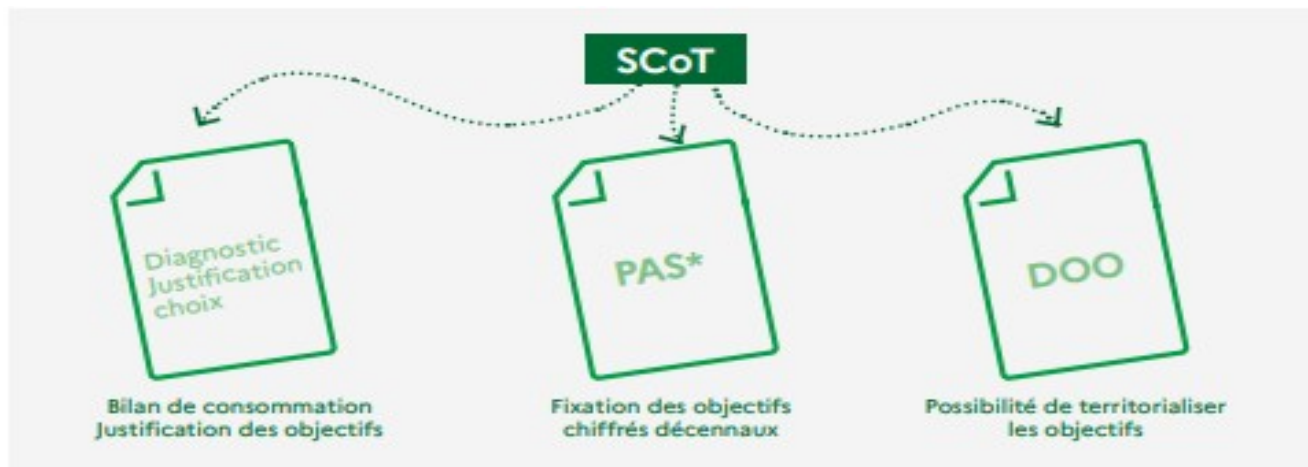 SCoT
Diagnostic
Justification
choix
PAS*
DOO
Bilan de consommation
Justification des objectifs
Fixation des objectifs
chiffrés décennaux
Possibilité de territorialiser
les objectifs